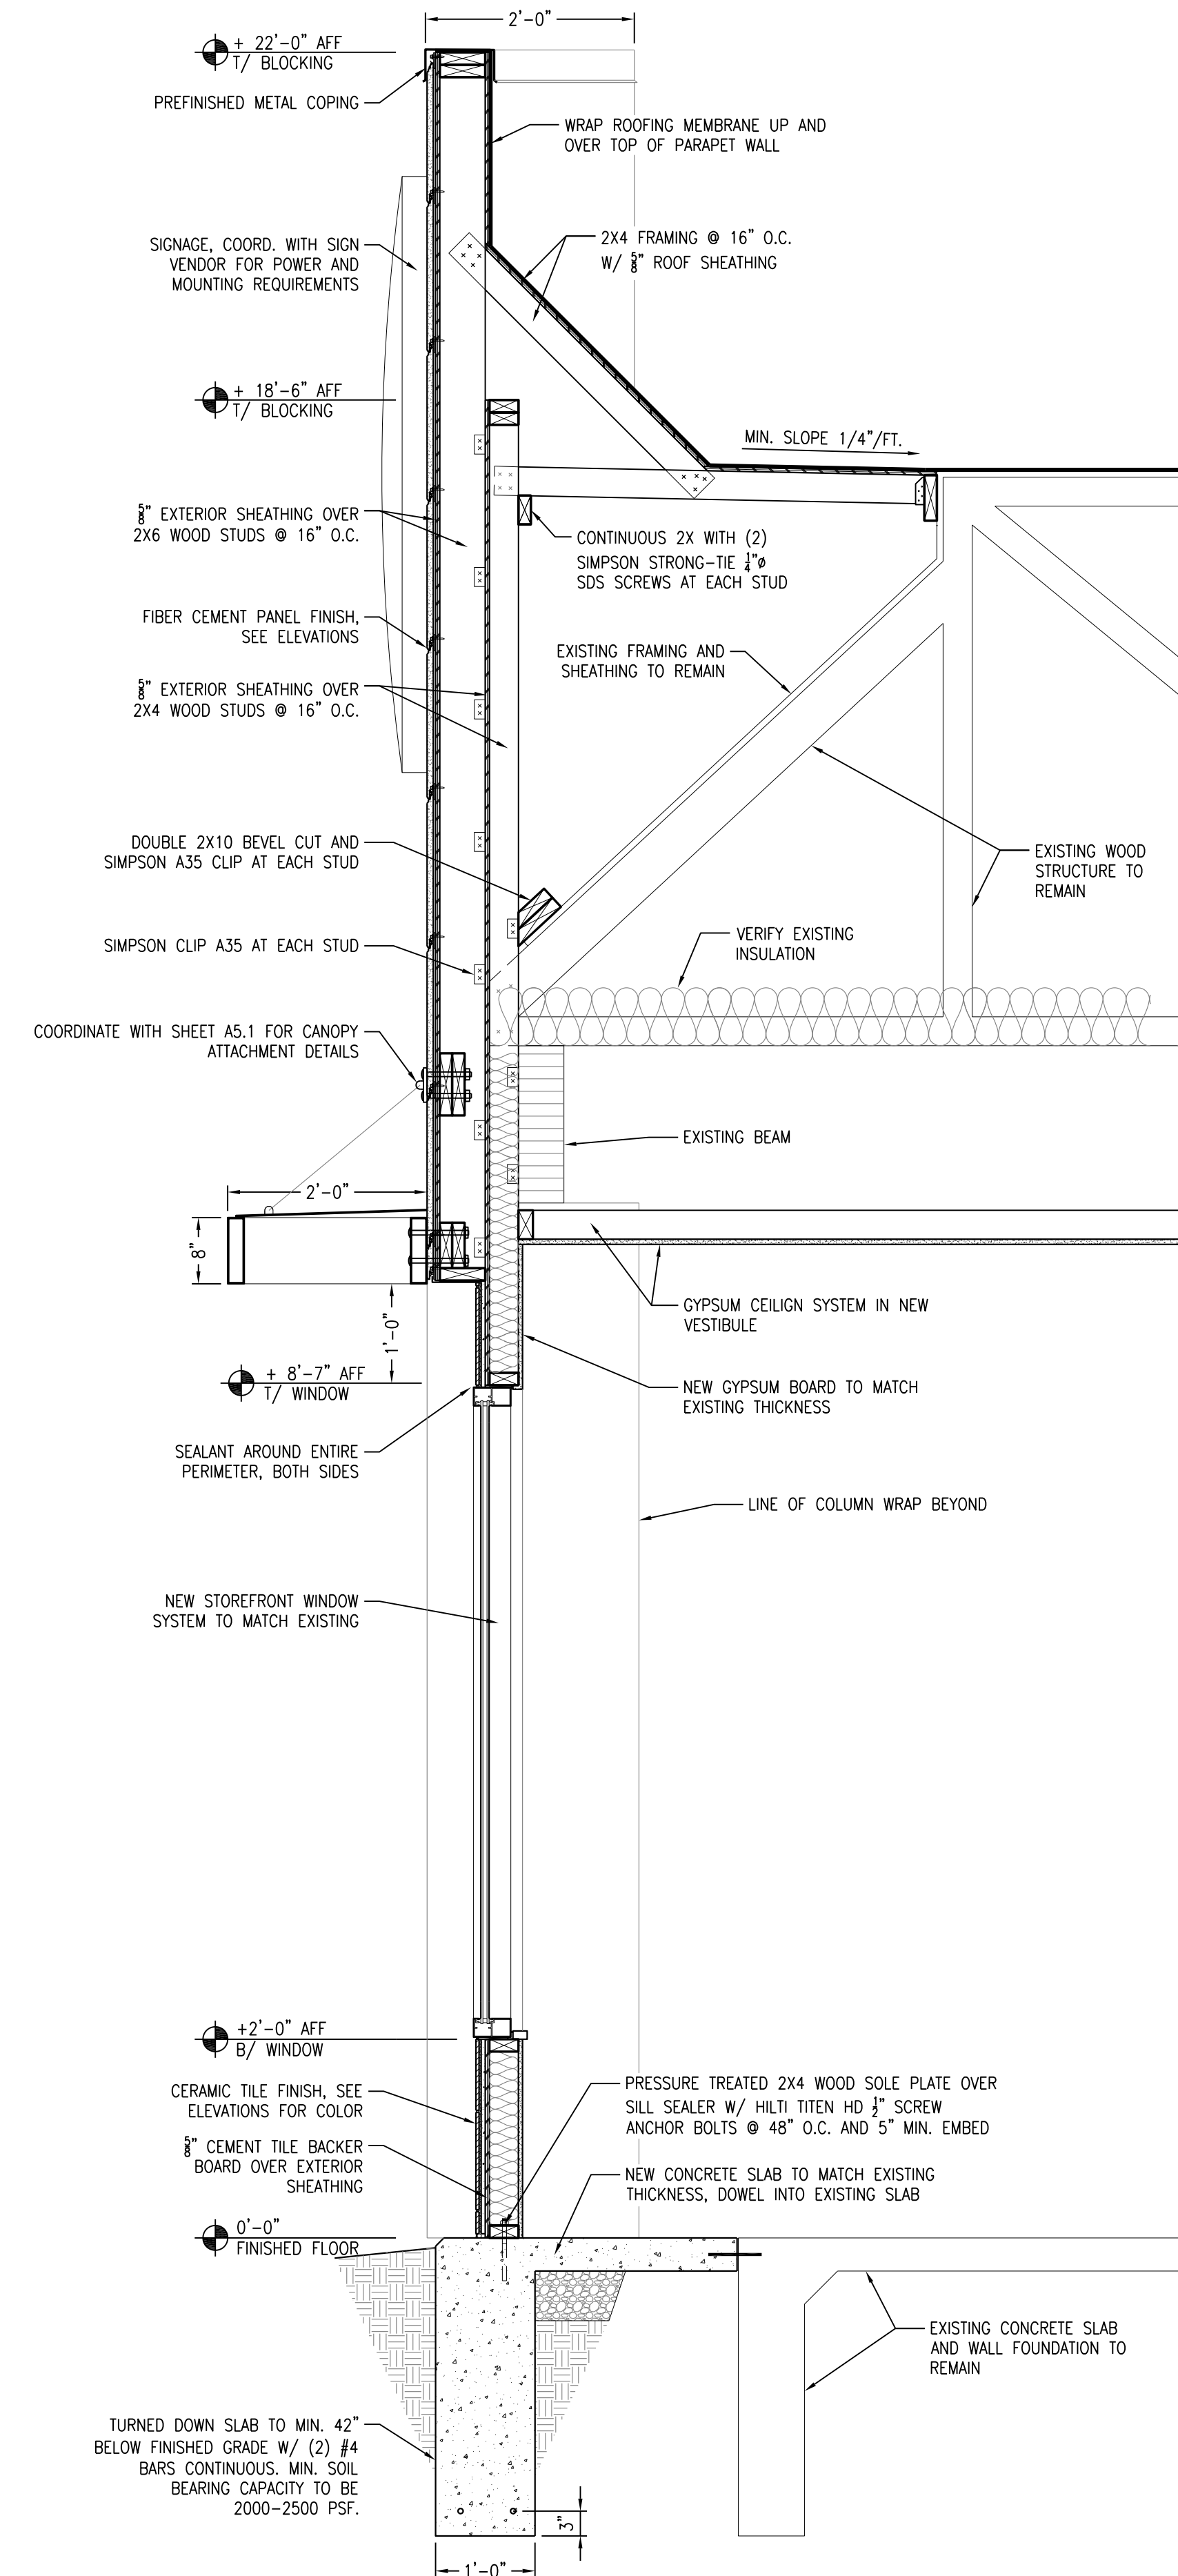 2'-0"
+ 22'-0" AFF
T/ BLOCKING
PREFINISHED METAL COPING
WRAP ROOFING MEMBRANE UP AND
OVER TOP OF PARAPET WALL
SIGNAGE, COORD. WITH SIGN
VENDOR FOR POWER AND
MOUNTING REQUIREMENTS
2X4 FRAMING @ 16" O.C.
W/ 5/8" ROOF SHEATHING
+ 18'-6" AFF
T/ BLOCKING
MIN. SLOPE 1/4"/FT.
5/8" EXTERIOR SHEATHING OVER
2X6 WOOD STUDS @ 16" O.C.
CONTINUOUS 2X WITH (2)
SIMPSON STRONG-TIE 1/4"ø
SDS SCREWS AT EACH STUD
FIBER CEMENT PANEL FINISH,
SEE ELEVATIONS
EXISTING FRAMING AND
SHEATHING TO REMAIN
5/8" EXTERIOR SHEATHING OVER
2X4 WOOD STUDS @ 16" O.C.
DOUBLE 2X10 BEVEL CUT AND
SIMPSON A35 CLIP AT EACH STUD
EXISTING WOOD
STRUCTURE TO
REMAIN
SIMPSON CLIP A35 AT EACH STUD
VERIFY EXISTING
INSULATION
COORDINATE WITH SHEET A5.1 FOR CANOPY
ATTACHMENT DETAILS
EXISTING BEAM
2'-0"
8"
1'-0"
GYPSUM CEILIGN SYSTEM IN NEW
VESTIBULE
+ 8'-7" AFF
T/ WINDOW
NEW GYPSUM BOARD TO MATCH
EXISTING THICKNESS
SEALANT AROUND ENTIRE
PERIMETER, BOTH SIDES
LINE OF COLUMN WRAP BEYOND
NEW STOREFRONT WINDOW
SYSTEM TO MATCH EXISTING
+2'-0" AFF
B/ WINDOW
CERAMIC TILE FINISH, SEE
ELEVATIONS FOR COLOR
PRESSURE TREATED 2X4 WOOD SOLE PLATE OVER
SILL SEALER W/ HILTI TITEN HD 1/2" SCREW
ANCHOR BOLTS @ 48" O.C. AND 5" MIN. EMBED
5/8" CEMENT TILE BACKER
BOARD OVER EXTERIOR
SHEATHING
NEW CONCRETE SLAB TO MATCH EXISTING
THICKNESS, DOWEL INTO EXISTING SLAB
0'-0"
FINISHED FLOOR
EXISTING CONCRETE SLAB
AND WALL FOUNDATION TO
REMAIN
TURNED DOWN SLAB TO MIN. 42"
BELOW FINISHED GRADE W/ (2) #4
BARS CONTINUOUS. MIN. SOIL
BEARING CAPACITY TO BE
2000-2500 PSF.
3"
1'-0"